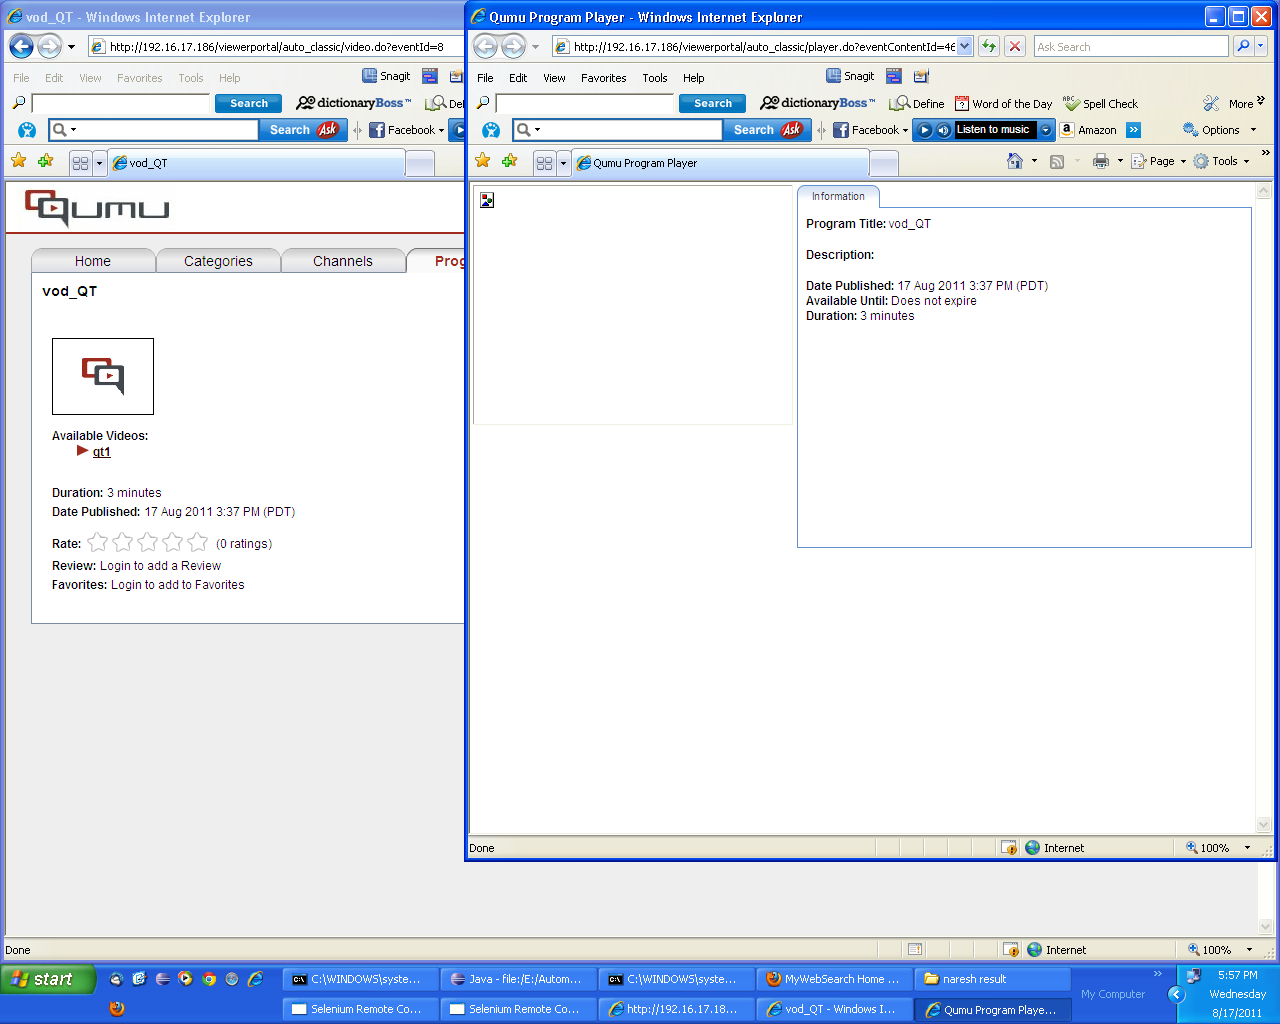 vod_QT - Windows Internet Explorer
http://192.16.17.186/viewerportal/auto_classic/video.do?eventId=8
File Edit View Favorites Tools Help
Snagit
Search dictionaryBoss™
Search Ask Facebook
vod_QT
QUMU
Home Categories Channels
vod_QT
Available Videos:
qt1
Duration: 3 minutes
Date Published: 17 Aug 2011 3:37 PM (PDT)
Rate: (0 ratings)
Review: Login to add a Review
Favorites: Login to add to Favorites
Done
Internet 100%
Qumu Program Player - Windows Internet Explorer
http://192.16.17.186/viewerportal/auto_classic/player.do?eventContentId=46
Ask Search
File Edit View Favorites Tools Help
Snagit
Search dictionaryBoss™ Define Word of the Day ABC Spell Check More
Search Ask Facebook Listen to music Amazon Options
Qumu Program Player
Page Tools
Information
Program Title: vod_QT
Description:
Date Published: 17 Aug 2011 3:37 PM (PDT)
Available Until: Does not expire
Duration: 3 minutes
Done
Internet 100%
start
C:\WINDOWS\syste... Java - file:/E:/Autom... C:\WINDOWS\syste... MyWebSearch Home ... naresh result
Selenium Remote Co... Selenium Remote Co... http://192.16.17.18... vod_QT - Windows I... Qumu Program Playe...
My Computer
5:57 PM
Wednesday
8/17/2011